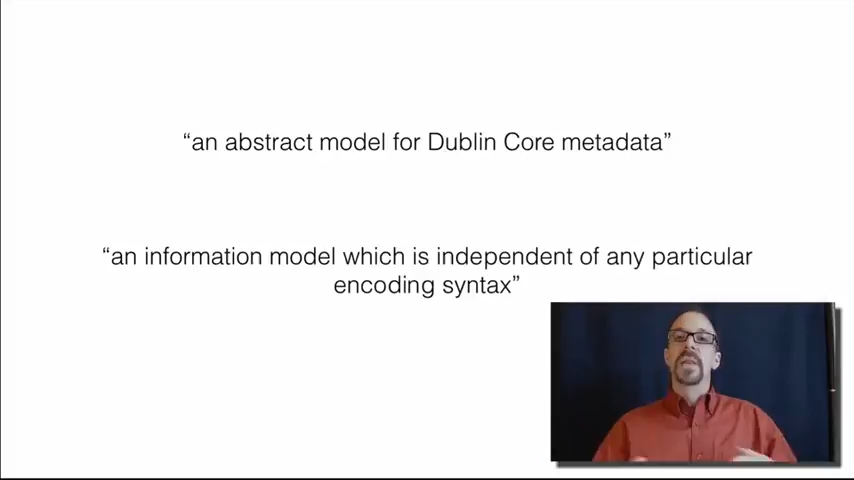 “an abstract model for Dublin Core metadata”
“an information model which is independent of any particular
encoding syntax”